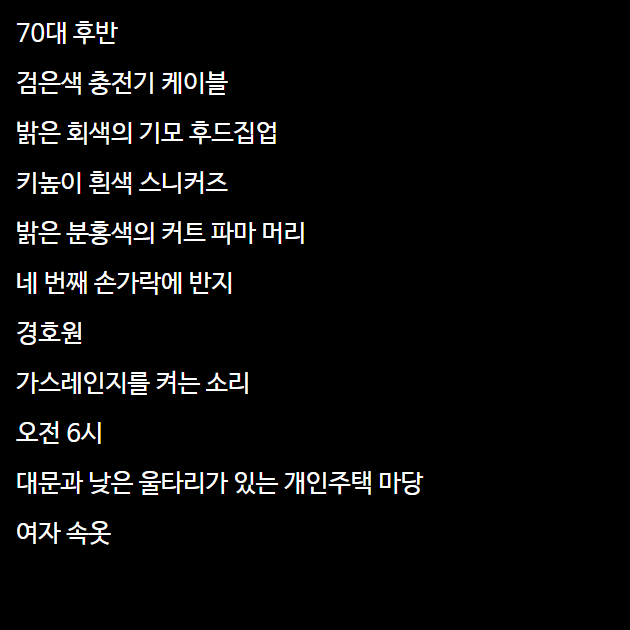 70대 후반
검은색 충전기 케이블
밝은 회색의 기모 후드집업
키높이 흰색 스니커즈
밝은 분홍색의 커트 파마 머리
네 번째 손가락에 반지
경호원
가스레인지를 켜는 소리
오전 6시
대문과 낮은 울타리가 있는 개인주택 마당
여자 속옷